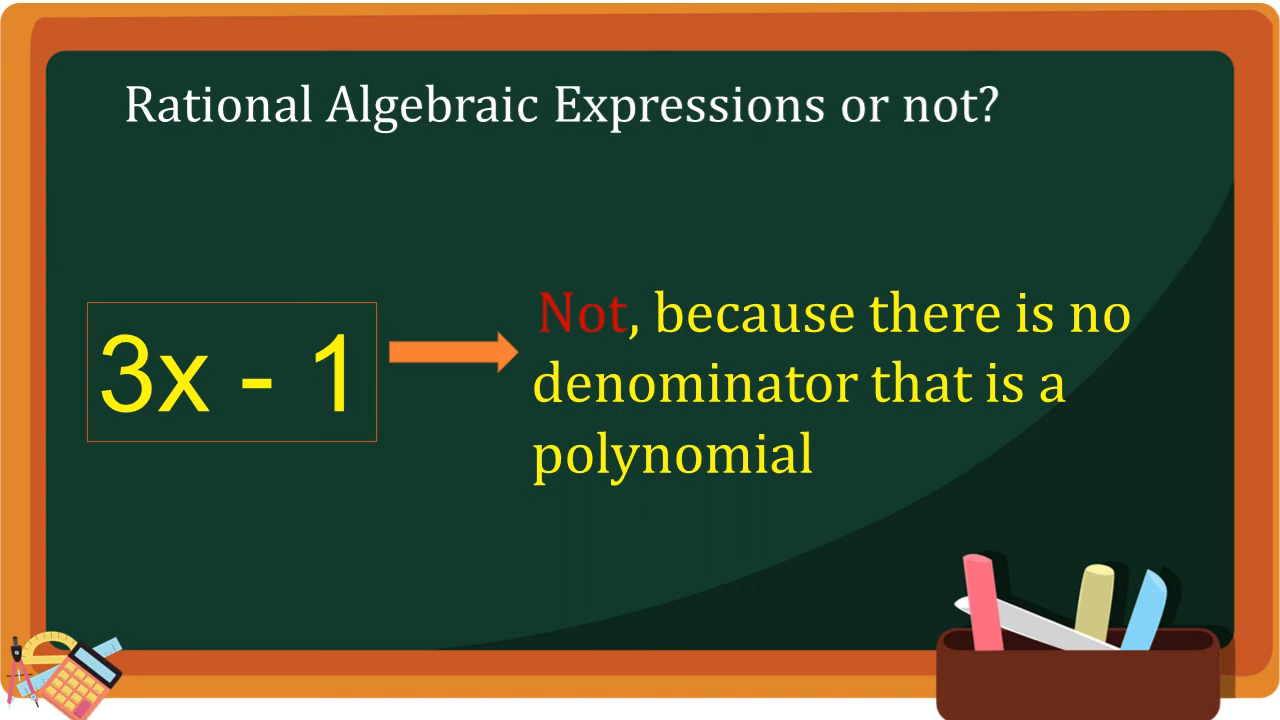 Rational Algebraic Expressions or not?
3x - 1
Not, because there is no
denominator that is a
polynomial